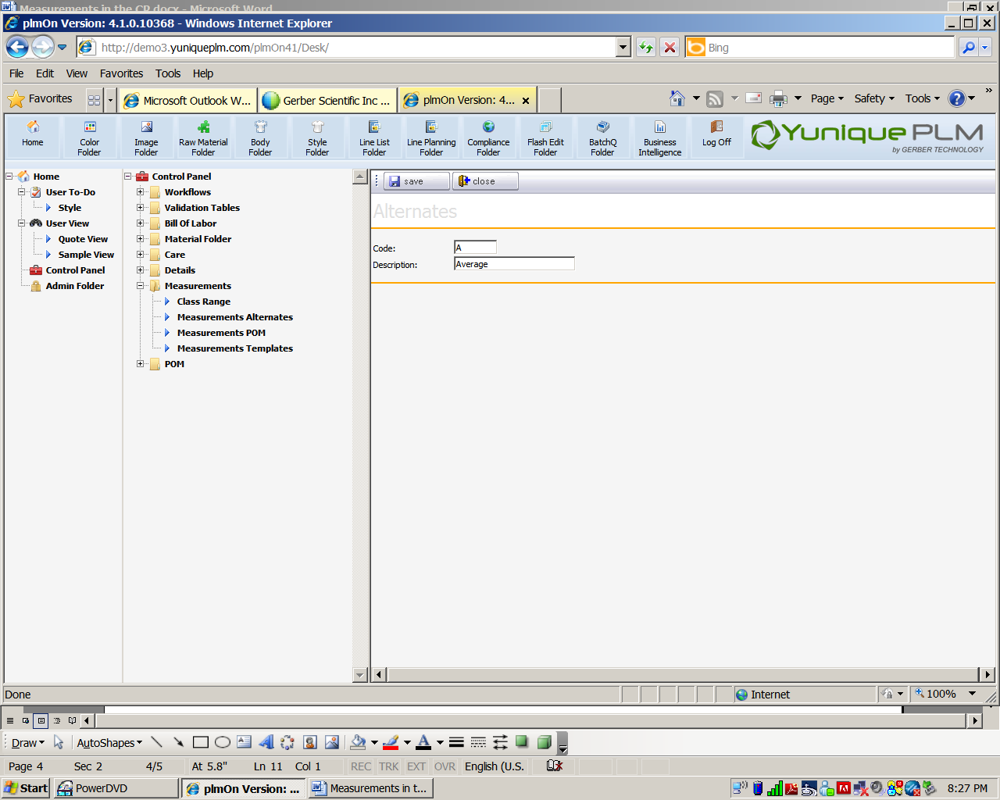 Measurements in the CP.docx - Microsoft Word
plmOn Version: 4.1.0.10368 - Windows Internet Explorer
http://demo3.yuniqueplm.com/plmOn41/Desk/
Bing
File Edit View Favorites Tools Help
Favorites
Microsoft Outlook W...
Gerber Scientific Inc ...
plmOn Version: 4...
Page Safety Tools
Home
Color Folder
Image Folder
Raw Material Folder
Body Folder
Style Folder
Line List Folder
Line Planning Folder
Compliance Folder
Flash Edit Folder
BatchQ Folder
Business Intelligence
Log Off
Yunique PLM
by GERBER TECHNOLOGY
Home
User To-Do
Style
User View
Quote View
Sample View
Control Panel
Admin Folder
Control Panel
Workflows
Validation Tables
Bill Of Labor
Material Folder
Care
Details
Measurements
Class Range
Measurements Alternates
Measurements POM
Measurements Templates
POM
save close
Alternates
Code: A
Description: Average
Done
Internet
100%
Draw AutoShapes
Page 4 Sec 2 4/5 At 5.8" Ln 11 Col 1 REC TRK EXT OVR English (U.S.
Start PowerDVD plmOn Version: ... Measurements in t... 8:27 PM